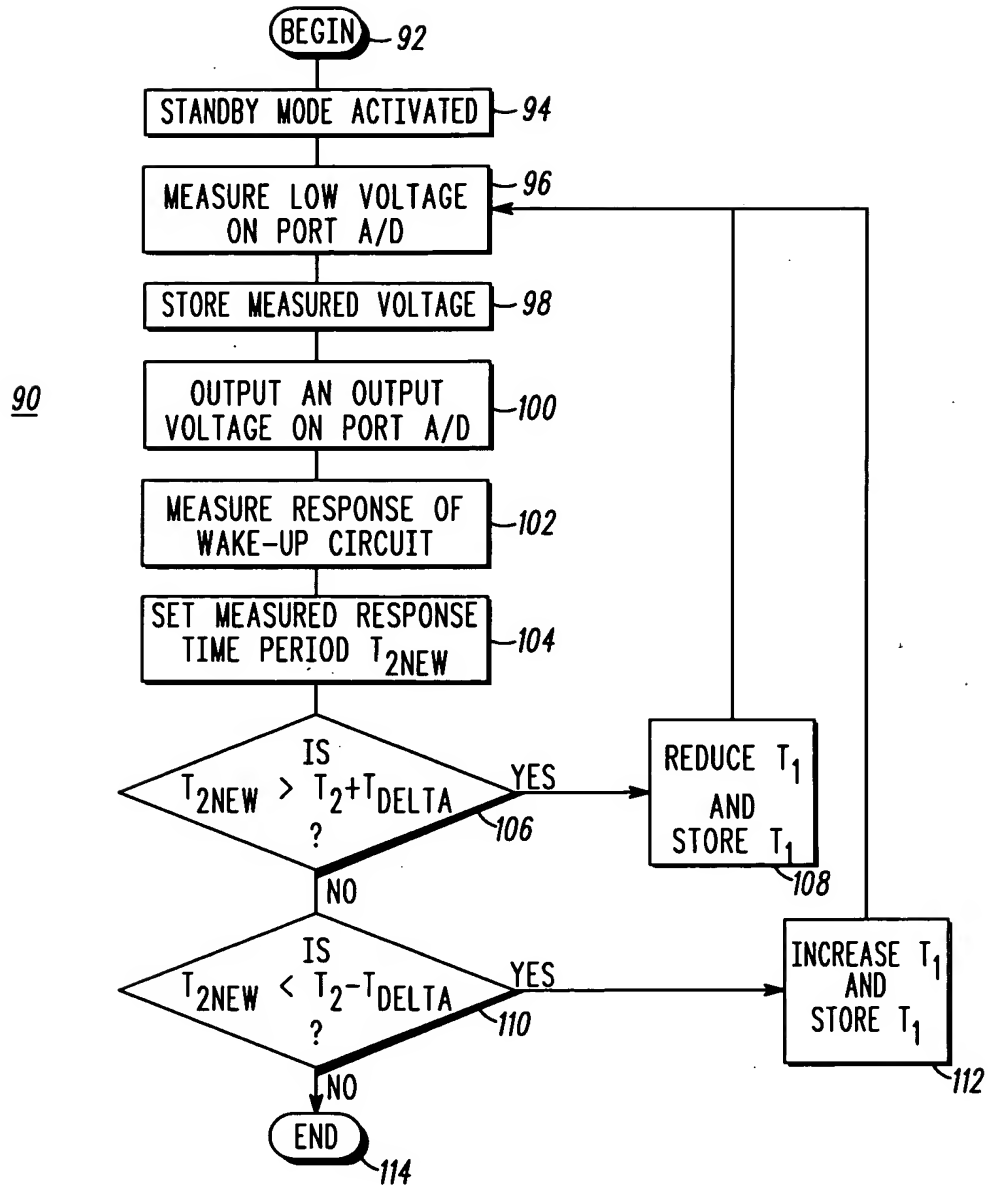 BEGIN
92
STANDBY MODE ACTIVATED
94
MEASURE LOW VOLTAGE
ON PORT A/D
96
STORE MEASURED VOLTAGE
98
90
OUTPUT AN OUTPUT
VOLTAGE ON PORT A/D
100
MEASURE RESPONSE OF
WAKE-UP CIRCUIT
102
SET MEASURED RESPONSE
TIME PERIOD T2NEW
104
IS
T2NEW > T2+TDELTA
?
106
YES
NO
REDUCE T1
AND
STORE T1
108
IS
T2NEW < T2-TDELTA
?
110
YES
NO
INCREASE T1
AND
STORE T1
112
END
114